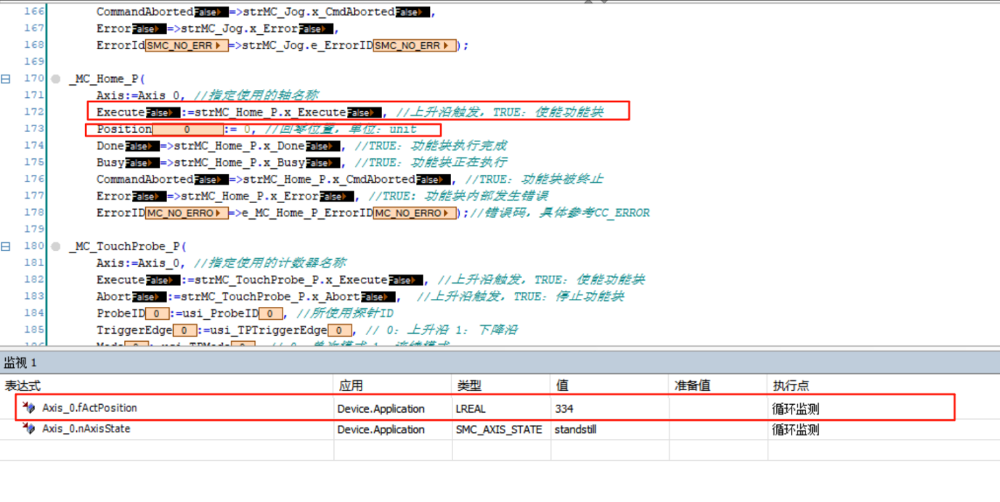 166 CommandAbortedFalse=>strMC_Jog.x_CmdAbortedFalse,
167 ErrorFalse=>strMC_Jog.x_ErrorFalse,
168 ErrorIdSMC_NO_ERR=>strMC_Jog.e_ErrorIDSMC_NO_ERR);
169
170 _MC_Home_P(
171 Axis:=Axis_0, //指定使用的轴名称
172 ExecuteFalse:=strMC_Home_P.x_ExecuteFalse, //上升沿触发, TRUE: 使能功能块
173 Position 0 := 0, //回零位置, 单位: unit
174 DoneFalse=>strMC_Home_P.x_DoneFalse, //TRUE: 功能块执行完成
175 BusyFalse=>strMC_Home_P.x_BusyFalse, //TRUE: 功能块正在执行
176 CommandAbortedFalse=>strMC_Home_P.x_CmdAbortedFalse, //TRUE: 功能块被终止
177 ErrorFalse=>strMC_Home_P.x_ErrorFalse, //TRUE: 功能块内部发生错误
178 ErrorIDMC_NO_ERRO=>e_MC_Home_P_ErrorIDMC_NO_ERRO);//错误码, 具体参考CC_ERROR
179
180 _MC_TouchProbe_P(
181 Axis:=Axis_0, //指定使用的计数器名称
182 ExecuteFalse:=strMC_TouchProbe_P.x_ExecuteFalse, //上升沿触发, TRUE: 使能功能块
183 AbortFalse:=strMC_TouchProbe_P.x_AbortFalse, //上升沿触发, TRUE: 停止功能块
184 ProbeID 0 :=usi_ProbeID 0 , //所使用探针ID
185 TriggerEdge 0 :=usi_TPTriggerEdge 0 , // 0: 上升沿 1: 下降沿
监视 1
表达式 应用 类型 值 准备值 执行点
Axis_0.fActPosition Device.Application LREAL 334 循环监测
Axis_0.nAxisState Device.Application SMC_AXIS_STATE standstill 循环监测